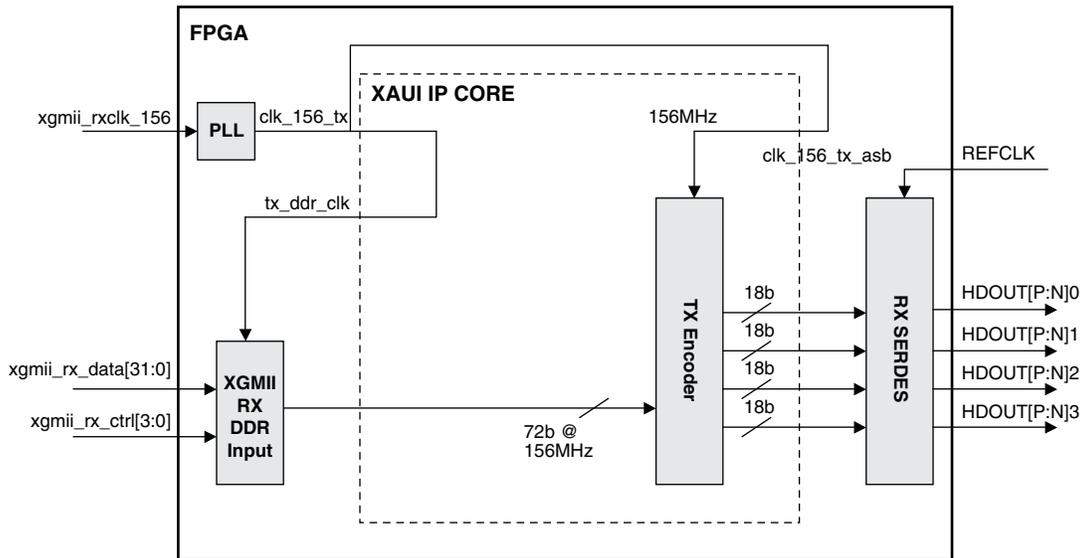 FPGA
XAUI IP CORE
xgmii_rxclk_156
PLL
clk_156_tx
156MHz
clk_156_tx_asb
REFCLK
tx_ddr_clk
TX Encoder
RX SERDES
18b
18b
18b
18b
HDOUT[P:N]0
HDOUT[P:N]1
HDOUT[P:N]2
HDOUT[P:N]3
xgmii_rx_data[31:0]
xgmii_rx_ctrl[3:0]
XGMII
RX
DDR
Input
72b @
156MHz